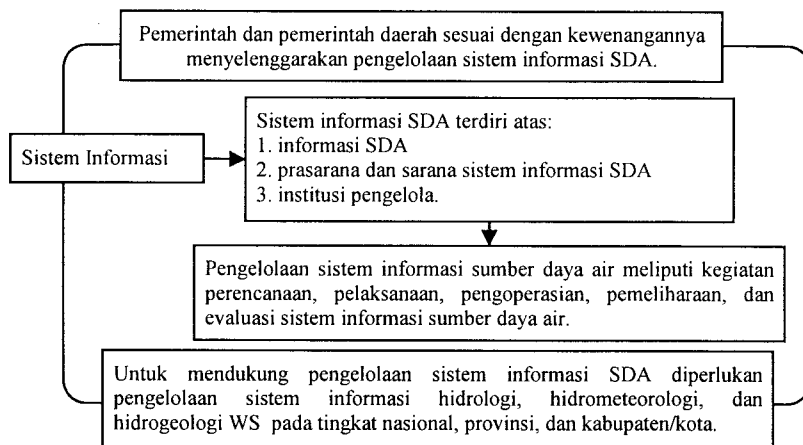 Pemerintah dan pemerintah daerah sesuai dengan kewenangannya
menyelenggarakan pengelolaan sistem informasi SDA.
Sistem Informasi
Sistem informasi SDA terdiri atas:
1. informasi SDA
2. prasarana dan sarana sistem informasi SDA
3. institusi pengelola.
Pengelolaan sistem informasi sumber daya air meliputi kegiatan
perencanaan, pelaksanaan, pengoperasian, pemeliharaan, dan
evaluasi sistem informasi sumber daya air.
Untuk mendukung pengelolaan sistem informasi SDA diperlukan
pengelolaan sistem informasi hidrologi, hidrometeorologi, dan
hidrogeologi WS pada tingkat nasional, provinsi, dan kabupaten/kota.